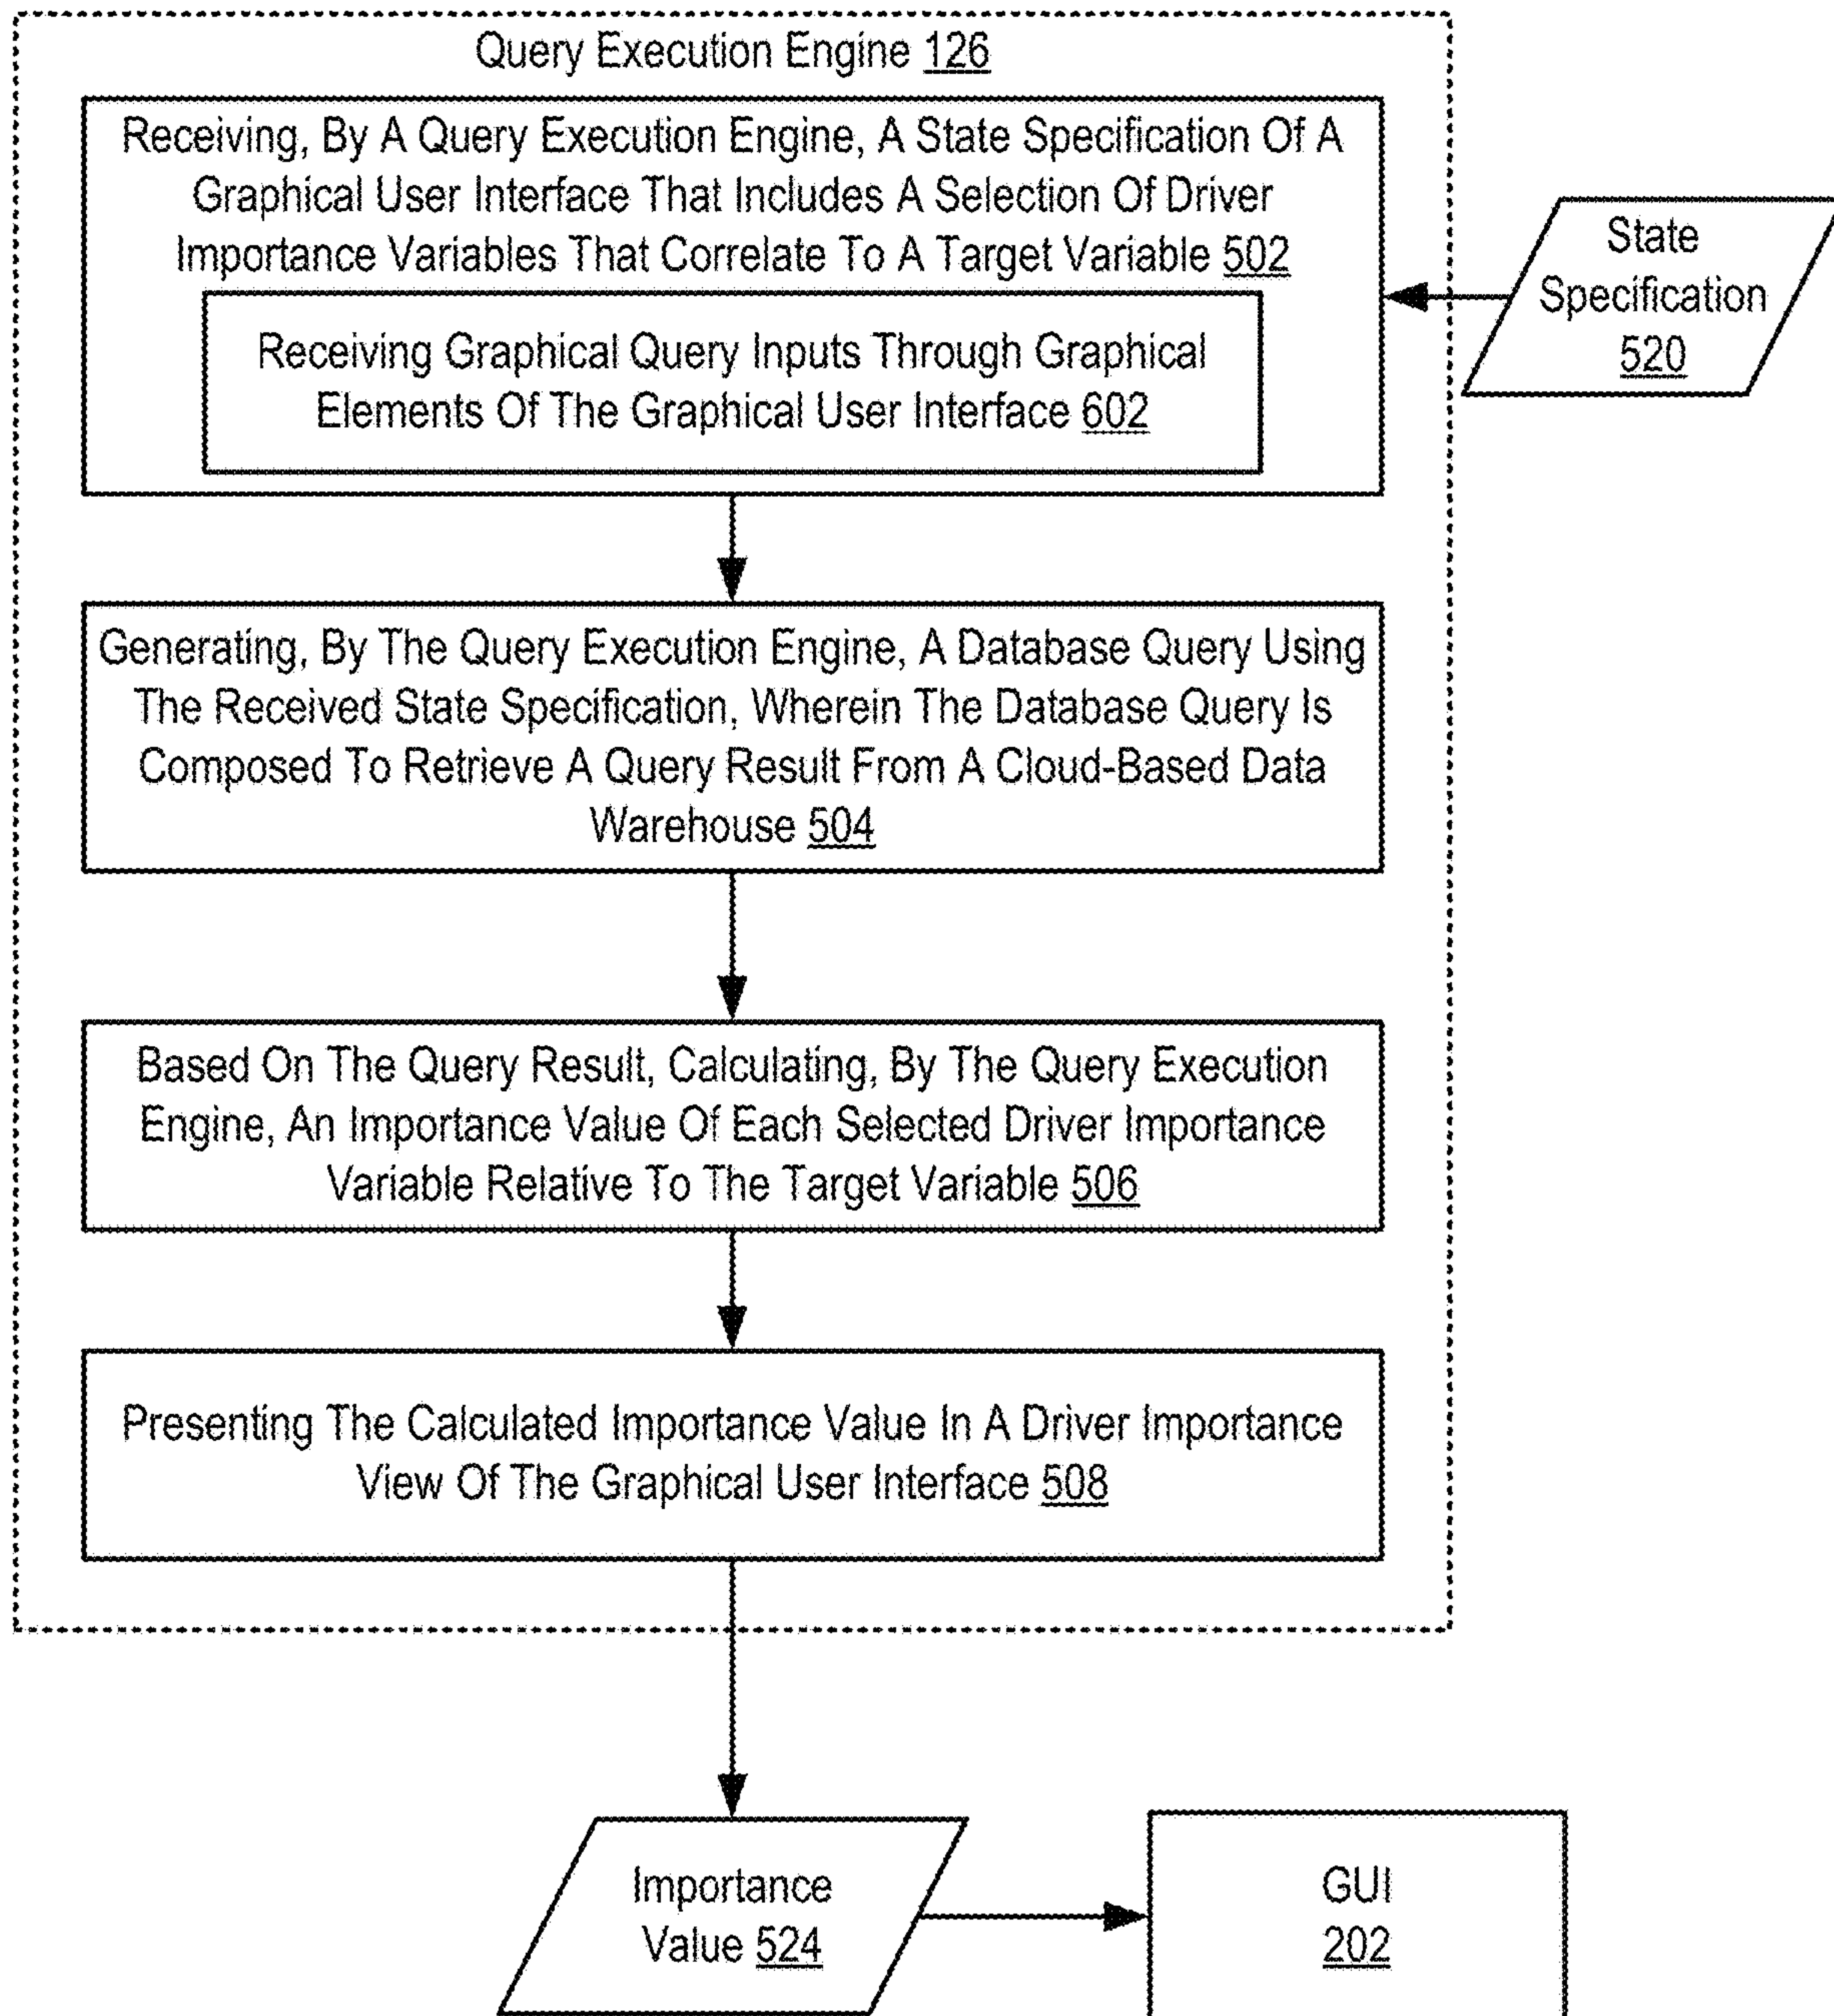 Query Execution Engine 126
Receiving, By A Query Execution Engine, A State Specification Of A
Graphical User Interface That Includes A Selection Of Driver
Importance Variables That Correlate To A Target Variable 502
Receiving Graphical Query Inputs Through Graphical
Elements Of The Graphical User Interface 602
State
Specification
520
Generating, By The Query Execution Engine, A Database Query Using
The Received State Specification, Wherein The Database Query Is
Composed To Retrieve A Query Result From A Cloud-Based Data
Warehouse 504
Based On The Query Result, Calculating, By The Query Execution
Engine, An Importance Value Of Each Selected Driver Importance
Variable Relative To The Target Variable 506
Presenting The Calculated Importance Value In A Driver Importance
View Of The Graphical User Interface 508
Importance
Value 524
GUI
202